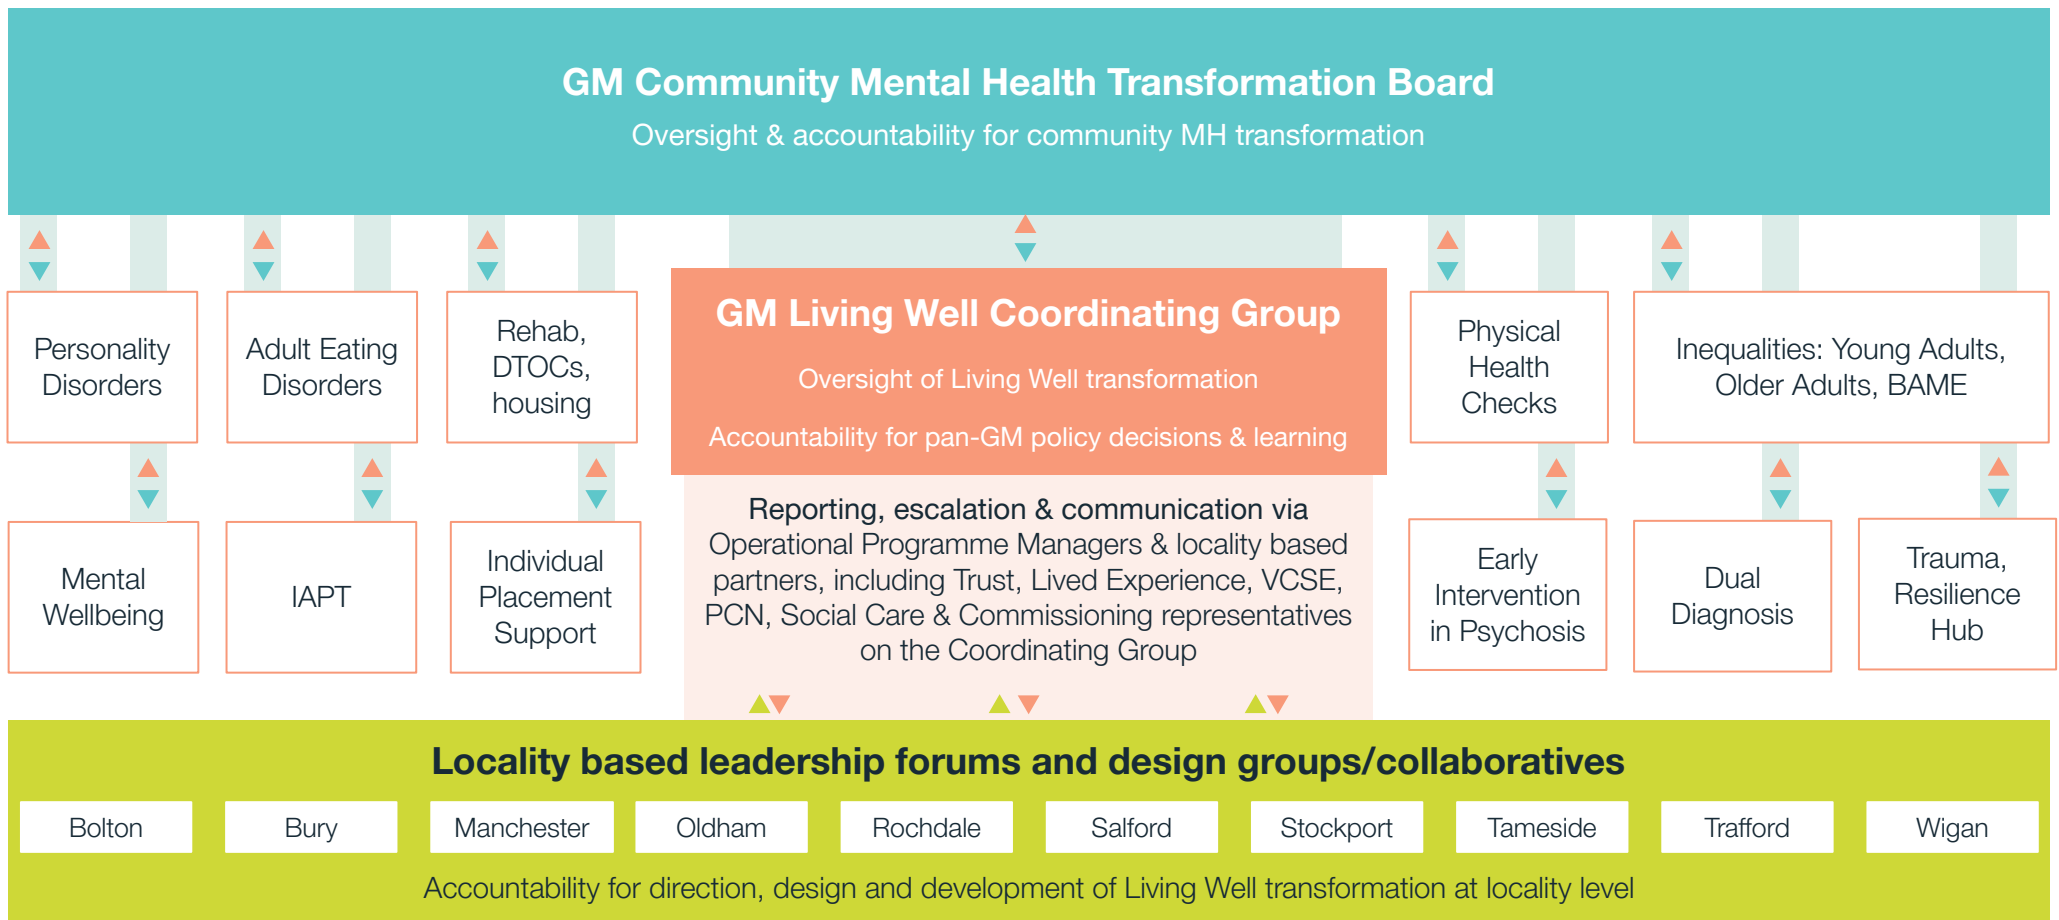 GM Community Mental Health Transformation Board
Oversight & accountability for community MH transformation
Personality
Disorders
Adult Eating
Disorders
Rehab,
DTOCs,
housing
GM Living Well Coordinating Group
Oversight of Living Well transformation
Accountability for pan-GM policy decisions & learning
Physical
Health
Checks
Inequalities: Young Adults,
Older Adults, BAME
Mental
Wellbeing
IAPT
Individual
Placement
Support
Reporting, escalation & communication via
Operational Programme Managers & locality based
partners, including Trust, Lived Experience, VCSE,
PCN, Social Care & Commissioning representatives
on the Coordinating Group
Early
Intervention
in Psychosis
Dual
Diagnosis
Trauma,
Resilience
Hub
Locality based leadership forums and design groups/collaboratives
Bolton
Bury
Manchester
Oldham
Rochdale
Salford
Stockport
Tameside
Trafford
Wigan
Accountability for direction, design and development of Living Well transformation at locality level